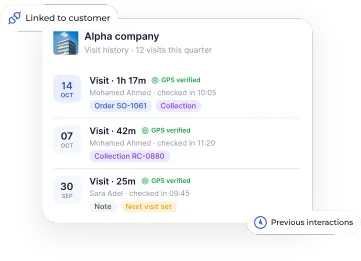 Linked to customer
Alpha company
Visit history · 12 visits this quarter
14
OCT
Visit · 1h 17m GPS verified
Mohamed Ahmed · checked in 10:05
Order SO-1061 Collection
07
OCT
Visit · 42m GPS verified
Mohamed Ahmed · checked in 11:20
Collection RC-0880
30
SEP
Visit · 25m GPS verified
Sara Adel · checked in 09:45
Note Next visit set
Previous interactions